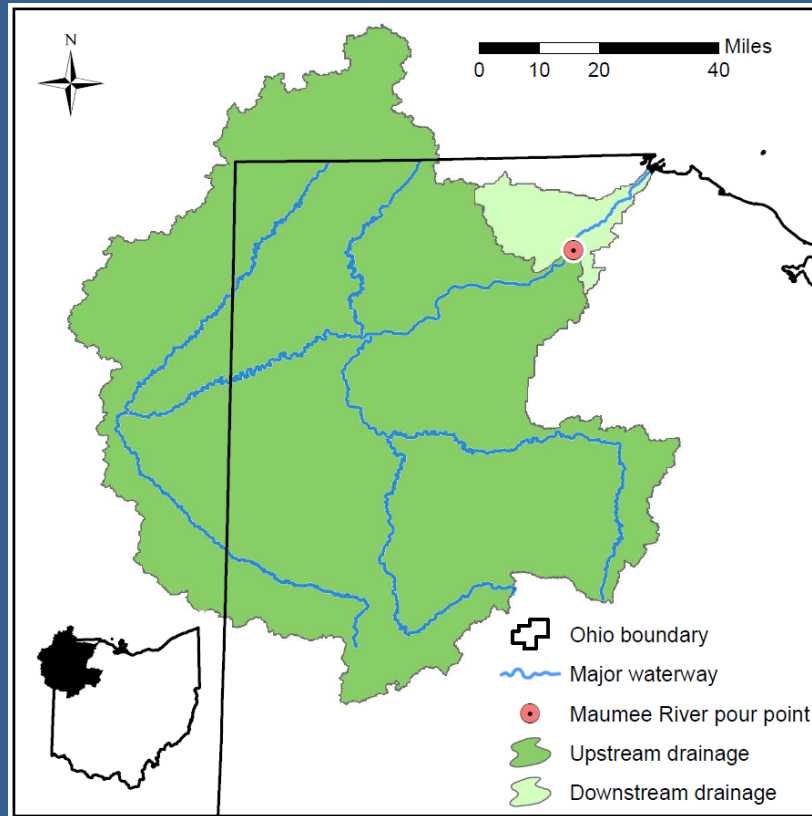 N
Miles
0 10 20 40
Ohio boundary
Major waterway
Maumee River pour point
Upstream drainage
Downstream drainage